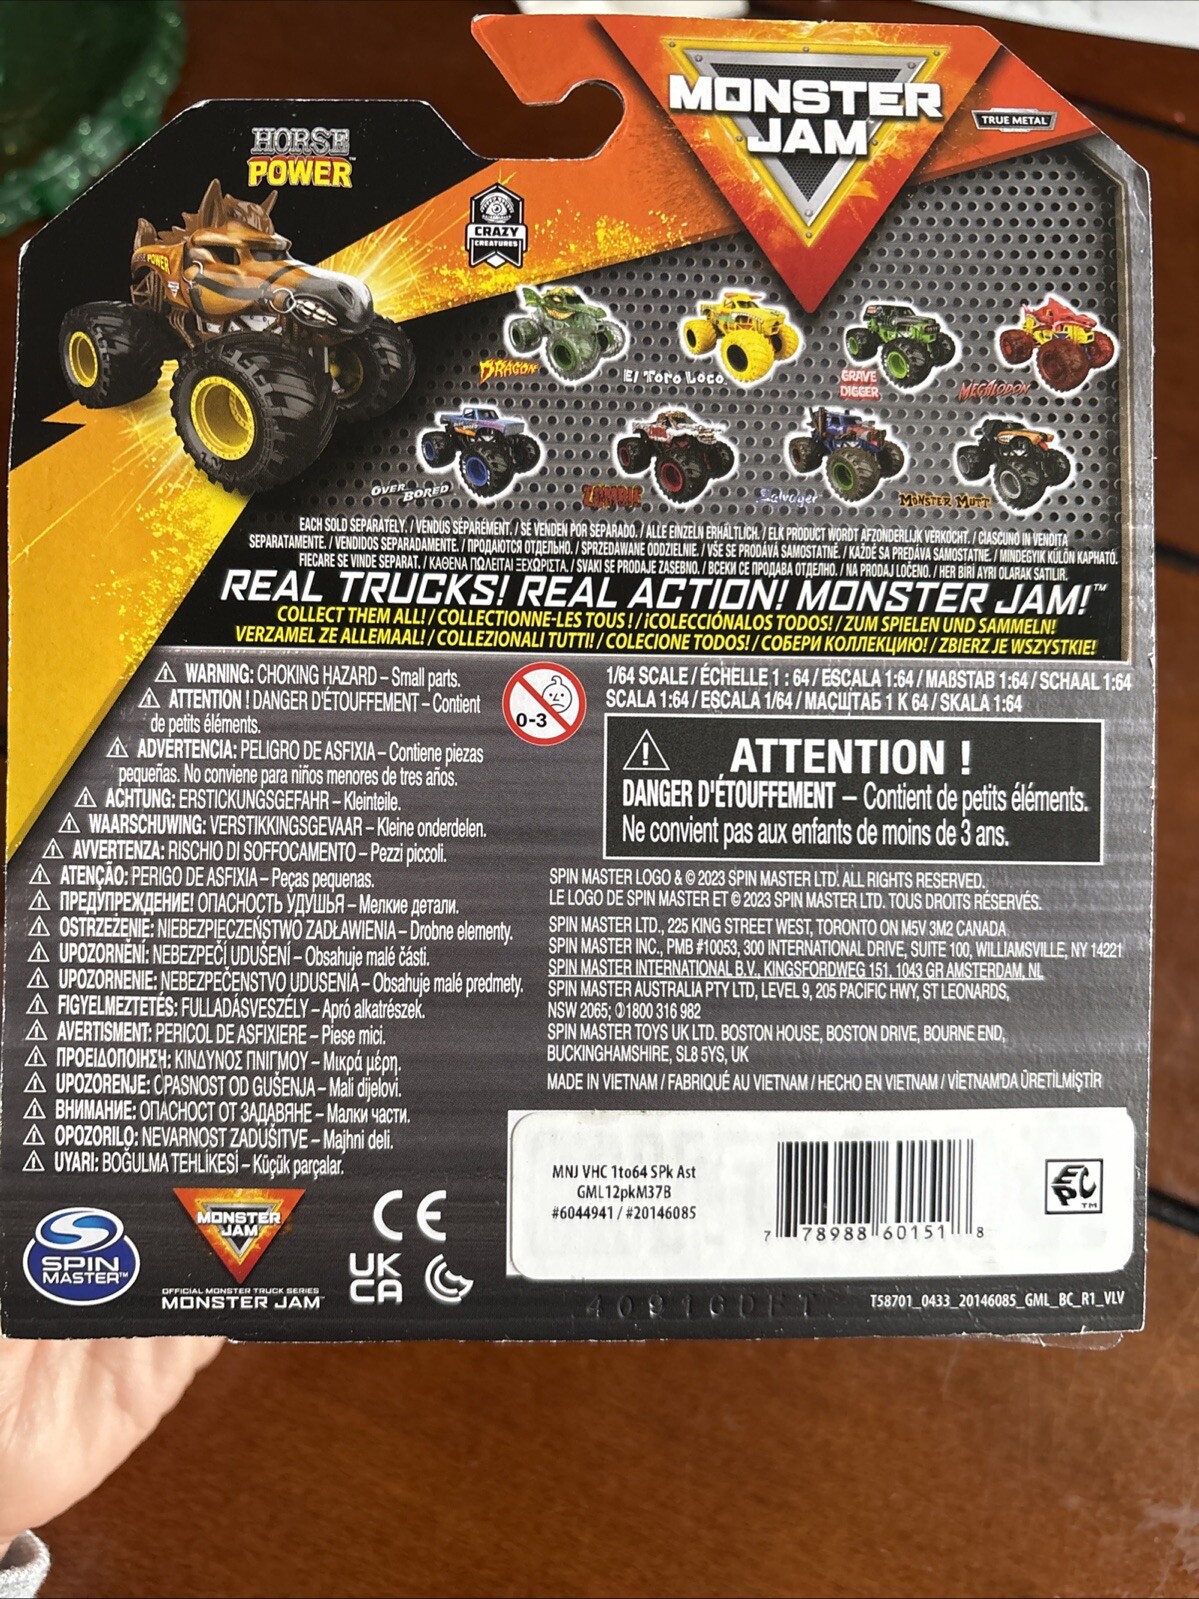 HORSE
POWER™
MONSTER
JAM
TRUE METAL
CRAZY
CREATURES
HORSE POWER
DRAGON
El Toro Loco
GRAVE
DIGGER
MEGALODON
OVER BORED
ZOMBIE
Salvager
MONSTER MUTT
EACH SOLD SEPARATELY. / VENDUS SÉPARÉMENT. / SE VENDEN POR SEPARADO. / ALLE EINZELN ERHÄLTLICH. / ELK PRODUCT WORDT AFZONDERLIJK VERKOCHT. / CIASCUNO IN VENDITA
SEPARATAMENTE. / VENDIDOS SEPARADAMENTE. / ПРОДАЮТСЯ ОТДЕЛЬНО. / SPRZEDAWANE ODDZIELNIE. / VŠE SE PRODÁVÁ SAMOSTATNĚ. / KAŽDÉ SA PREDÁVA SAMOSTATNE. / MINDEGYIK KÜLÖN KAPHATÓ.
FIECARE SE VINDE SEPARAT. / ΚΑΘΕΝΑ ΠΩΛΕΙΤΑΙ ΞΕΧΩΡΙΣΤΑ. / SVAKI SE PRODAJE ZASEBNO. / ВСЕКИ СЕ ПРОДАВА ОТДЕЛНО. / NA PRODAJ LOČENO. / HER BİRİ AYRI OLARAK SATILIR.
REAL TRUCKS! REAL ACTION! MONSTER JAM!™
COLLECT THEM ALL! / COLLECTIONNE-LES TOUS ! / ¡COLECCIÓNALOS TODOS! / ZUM SPIELEN UND SAMMELN!
VERZAMEL ZE ALLEMAAL! / COLLEZIONALI TUTTI! / COLECIONE TODOS! / СОБЕРИ КОЛЛЕКЦИЮ! / ZBIERZ JE WSZYSTKIE!
WARNING: CHOKING HAZARD – Small parts.
ATTENTION ! DANGER D'ÉTOUFFEMENT – Contient
de petits éléments.
ADVERTENCIA: PELIGRO DE ASFIXIA – Contiene piezas
pequeñas. No conviene para niños menores de tres años.
ACHTUNG: ERSTICKUNGSGEFAHR – Kleinteile.
WAARSCHUWING: VERSTIKKINGSGEVAAR – Kleine onderdelen.
AVVERTENZA: RISCHIO DI SOFFOCAMENTO – Pezzi piccoli.
ATENÇÃO: PERIGO DE ASFIXIA – Peças pequenas.
ПРЕДУПРЕЖДЕНИЕ! ОПАСНОСТЬ УДУШЬЯ – Мелкие детали.
OSTRZEŻENIE: NIEBEZPIECZEŃSTWO ZADŁAWIENIA – Drobne elementy.
UPOZORNĚNÍ: NEBEZPEČÍ UDUŠENÍ – Obsahuje malé části.
UPOZORNENIE: NEBEZPEČENSTVO UDUSENIA – Obsahuje malé predmety.
FIGYELMEZTETÉS: FULLADÁSVESZÉLY – Apró alkatrészek.
AVERTISMENT: PERICOL DE ASFIXIERE – Piese mici.
ΠΡΟΕΙΔΟΠΟΙΗΣΗ: ΚΙΝΔΥΝΟΣ ΠΝΙΓΜΟΥ – Μικρά μέρη.
UPOZORENJE: OPASNOST OD GUŠENJA – Mali dijelovi.
ВНИМАНИЕ: ОПАСНОСТ ОТ ЗАДАВЯНЕ – Малки части.
OPOZORILO: NEVARNOST ZADUŠITVE – Majhni deli.
UYARI: BOĞULMA TEHLİKESİ – Küçük parçalar.
0-3
1/64 SCALE / ÉCHELLE 1 : 64 / ESCALA 1:64 / MAßSTAB 1:64 / SCHAAL 1:64
SCALA 1:64 / ESCALA 1/64 / МАСШТАБ 1 К 64 / SKALA 1:64
ATTENTION !
DANGER D'ÉTOUFFEMENT – Contient de petits éléments.
Ne convient pas aux enfants de moins de 3 ans.
SPIN MASTER LOGO & © 2023 SPIN MASTER LTD. ALL RIGHTS RESERVED.
LE LOGO DE SPIN MASTER ET © 2023 SPIN MASTER LTD. TOUS DROITS RÉSERVÉS.
SPIN MASTER LTD., 225 KING STREET WEST, TORONTO ON M5V 3M2 CANADA
SPIN MASTER INC., PMB #10053, 300 INTERNATIONAL DRIVE, SUITE 100, WILLIAMSVILLE, NY 14221
SPIN MASTER INTERNATIONAL B.V., KINGSFORDWEG 151, 1043 GR AMSTERDAM, NL
SPIN MASTER AUSTRALIA PTY LTD, LEVEL 9, 205 PACIFIC HWY, ST LEONARDS,
NSW 2065; 1800 316 982
SPIN MASTER TOYS UK LTD. BOSTON HOUSE, BOSTON DRIVE, BOURNE END,
BUCKINGHAMSHIRE, SL8 5YS, UK
MADE IN VIETNAM / FABRIQUÉ AU VIETNAM / HECHO EN VIETNAM / VİETNAM'DA ÜRETİLMİŞTİR
MNJ VHC 1to64 SPk Ast
GML12pkM37B
#6044941 / #20146085
7 78988 60151 8
EPC™
SPIN
MASTER™
MONSTER
JAM
OFFICIAL MONSTER TRUCK SERIES
MONSTER JAM™
CE
UK
CA
40916DFT
T58701_0433_20146085_GML_BC_R1_VLV